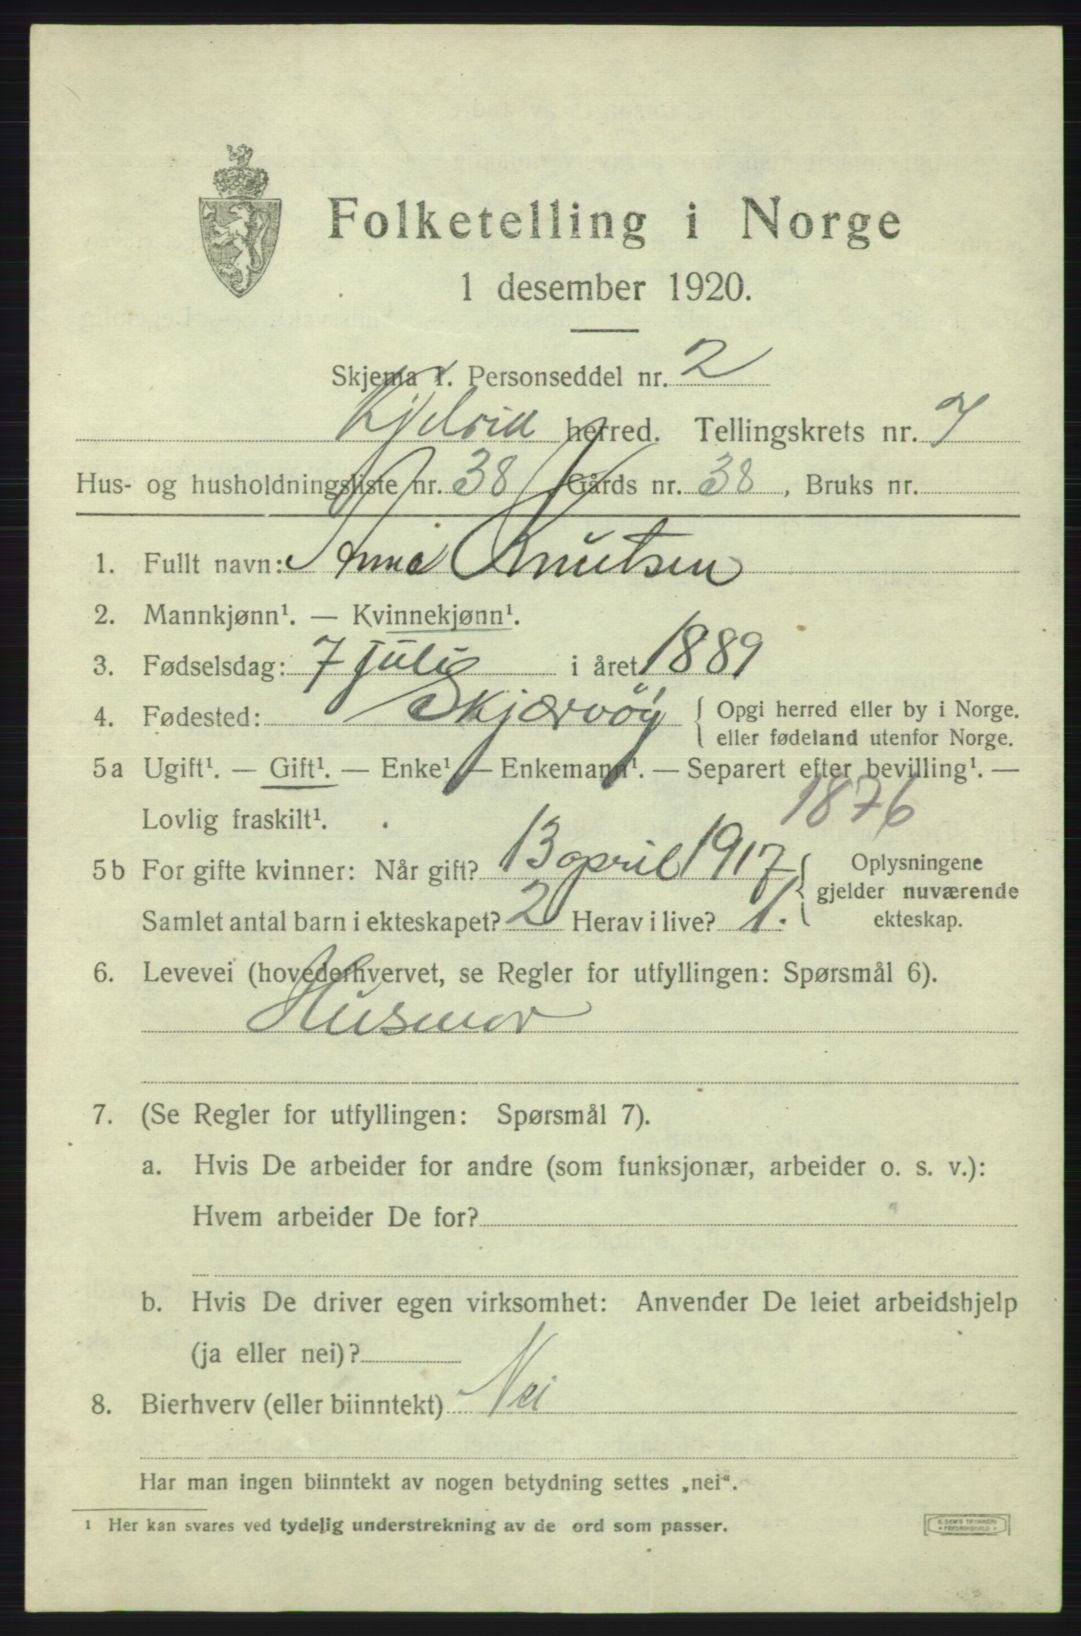 Folketelling i Norge
1 desember 1920.
Skjema 1. Personseddel nr. 2
Kjelvik herred. Tellingskrets nr. 7
Hus- og husholdningsliste nr. 38, Gårds nr. 38, Bruks nr.
1. Fullt navn: Anna Knutsen
2. Mannkjønn¹. — Kvinnekjønn¹.
3. Fødselsdag: 7 juli i året 1889
4. Fødested: Skjærvöy { Opgi herred eller by i Norge.
eller fødeland utenfor Norge.
5a Ugift¹. — Gift¹. — Enke¹. — Enkemann¹. — Separert efter bevilling¹. —
Lovlig fraskilt¹. 1876
5b For gifte kvinner: Når gift? 13 april 1917 { Oplysningene
gjelder nuværende
Samlet antal barn i ekteskapet? 2 Herav i live? 1. ekteskap.
6. Levevei (hovederhvervet, se Regler for utfyllingen: Spørsmål 6).
Husmor
7. (Se Regler for utfyllingen: Spørsmål 7).
a. Hvis De arbeider for andre (som funksjonær, arbeider o. s. v.):
Hvem arbeider De for?
b. Hvis De driver egen virksomhet: Anvender De leiet arbeidshjelp
(ja eller nei)?
8. Bierhverv (eller biinntekt) Nei
Har man ingen biinntekt av nogen betydning settes „nei“.
¹ Her kan svares ved tydelig understrekning av de ord som passer.